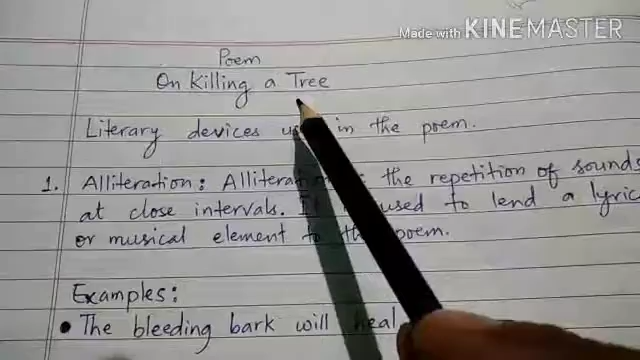 Made with KINEMASTER
Poem
On Killing a Tree
Literary devices in the poem.
1. Alliteration: the repetition of sounds
at close intervals. used to lend a lyric
or musical element to the poem.
Examples:
• The bleeding bark will heal